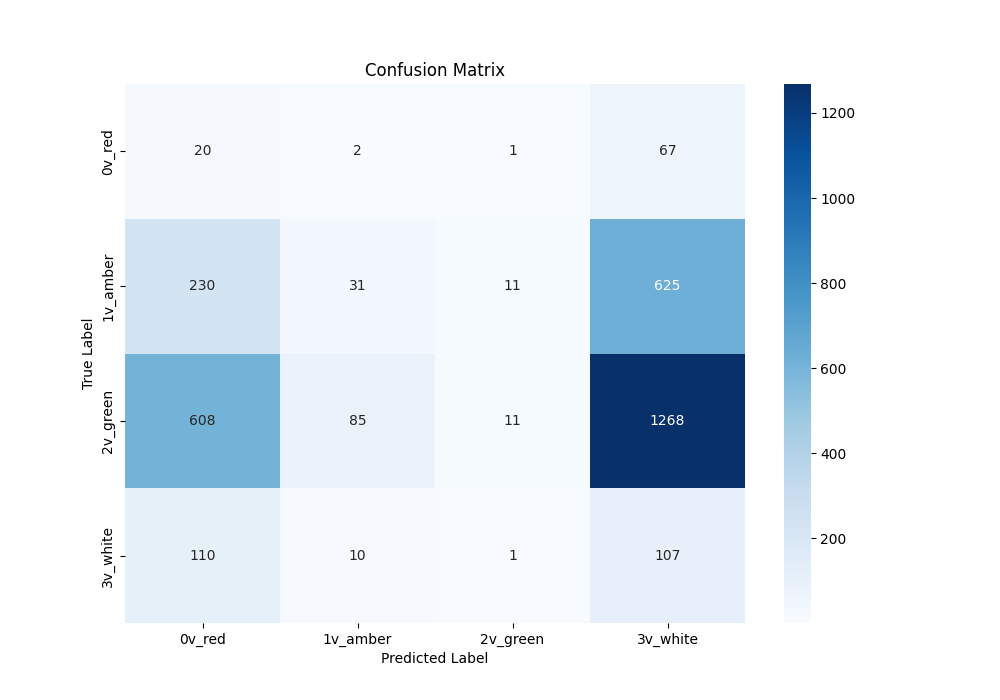 Confusion Matrix
0v_red 20 2 1 67
1v_amber 230 31 11 625
2v_green 608 85 11 1268
3v_white 110 10 1 107
0v_red 1v_amber 2v_green 3v_white
Predicted Label
True Label
1200
1000
800
600
400
200